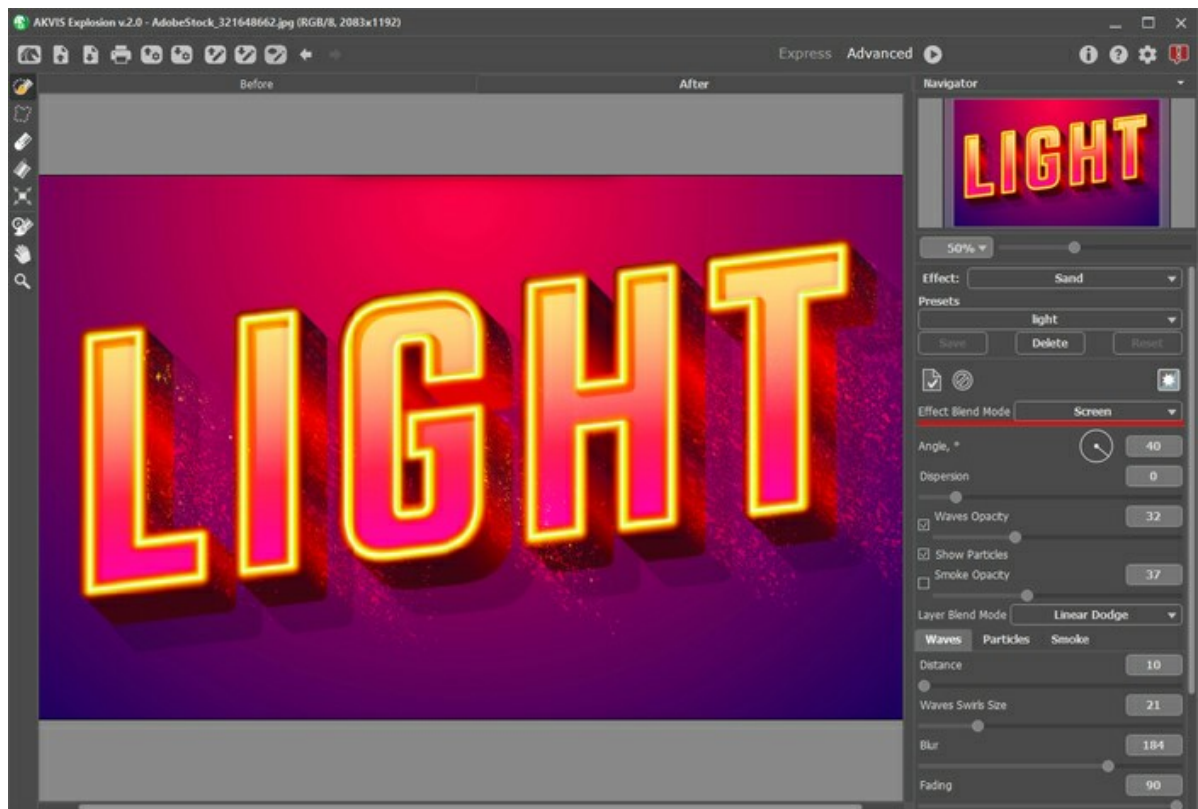 AKVIS Explosion v.2.0 - AdobeStock_321648662.jpg (RGB/8, 2083x1192)
Express Advanced
Before After Navigator
LIGHT
LIGHT
50%
Effect: Sand
Presets
light
Save Delete Reset
Effect Blend Mode Screen
Angle, ° 40
Dispersion 0
Waves Opacity 32
Show Particles
Smoke Opacity 37
Layer Blend Mode Linear Dodge
Waves Particles Smoke
Distance 10
Waves Swirls Size 21
Blur 184
Fading 90